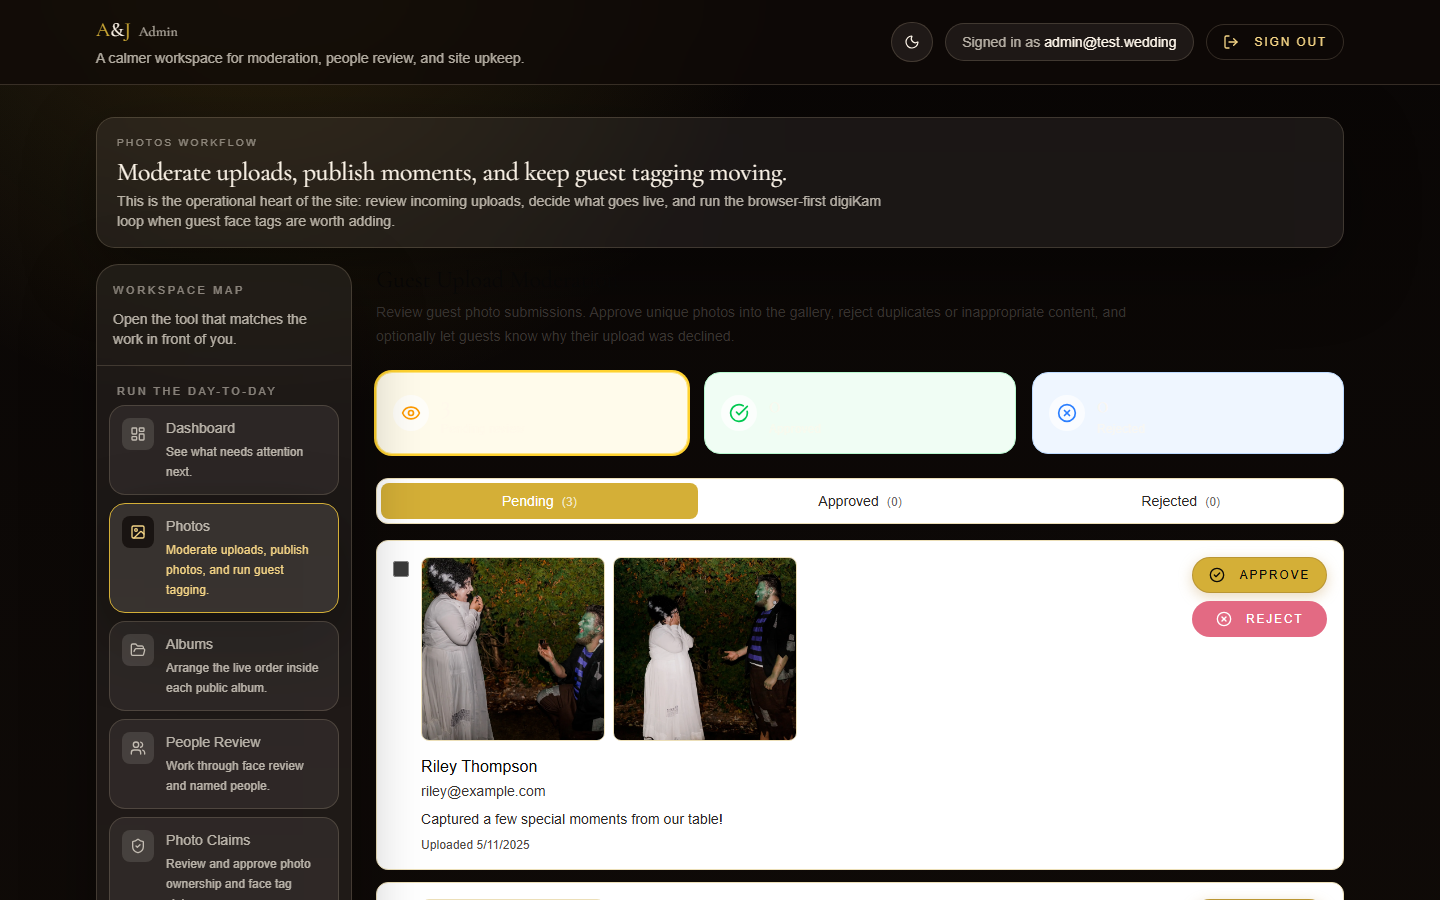 A&J Admin
A calmer workspace for moderation, people review, and site upkeep.
Signed in as admin@test.wedding
SIGN OUT
PHOTOS WORKFLOW
Moderate uploads, publish moments, and keep guest tagging moving.
This is the operational heart of the site: review incoming uploads, decide what goes live, and run the browser-first digiKam
loop when guest face tags are worth adding.
WORKSPACE MAP
Open the tool that matches the
work in front of you.
RUN THE DAY-TO-DAY
Dashboard
See what needs attention
next.
Photos
Moderate uploads, publish
photos, and run guest
tagging.
Albums
Arrange the live order inside
each public album.
People Review
Work through face review
and named people.
Photo Claims
Review and approve photo
ownership and face tag
Guest Upload
Review guest photo submissions. Approve unique photos into the gallery, reject duplicates or inappropriate content, and
optionally let guests know why their upload was declined.
Pending (3)
Approved (0)
Rejected (0)
APPROVE
REJECT
Riley Thompson
riley@example.com
Captured a few special moments from our table!
Uploaded 5/11/2025